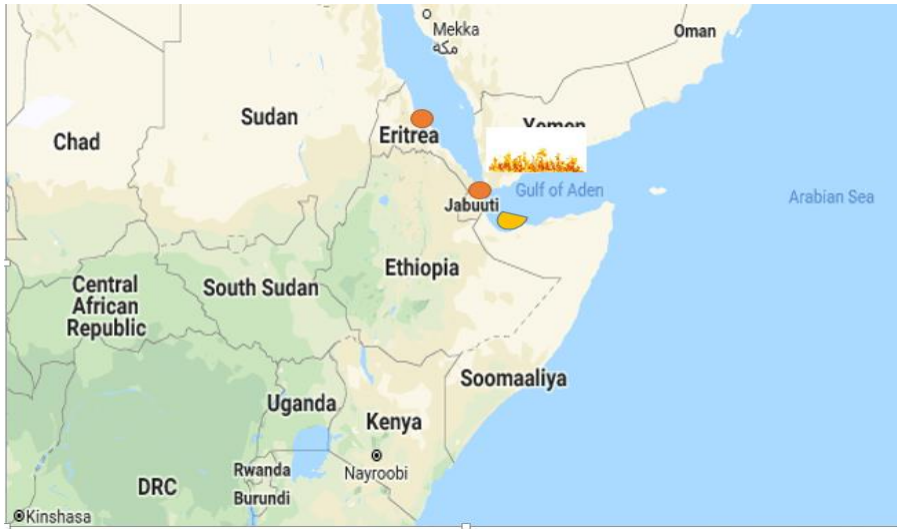 Mekka
مكة
Oman
Sudan
Chad
Eritrea
Yemen
Gulf of Aden
Jabuuti
Arabian Sea
Ethiopia
Central
African
Republic
South Sudan
Soomaaliya
Uganda
Kenya
Rwanda
Nayroobi
DRC
Burundi
Kinshasa